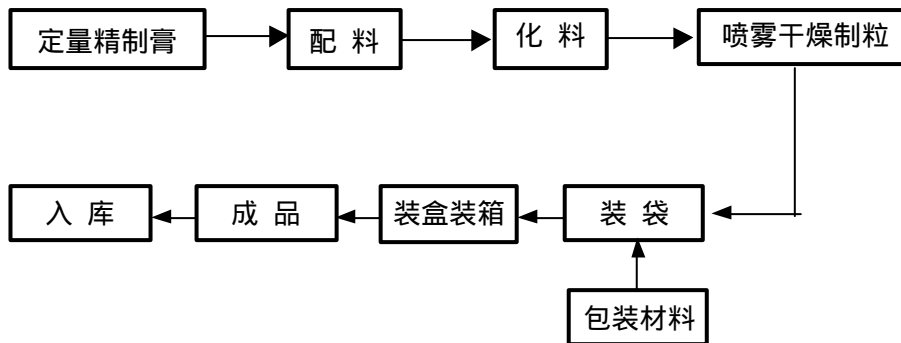 定量精制膏
配 料
化 料
喷雾干燥制粒
入 库
成 品
装盒装箱
装 袋
包装材料